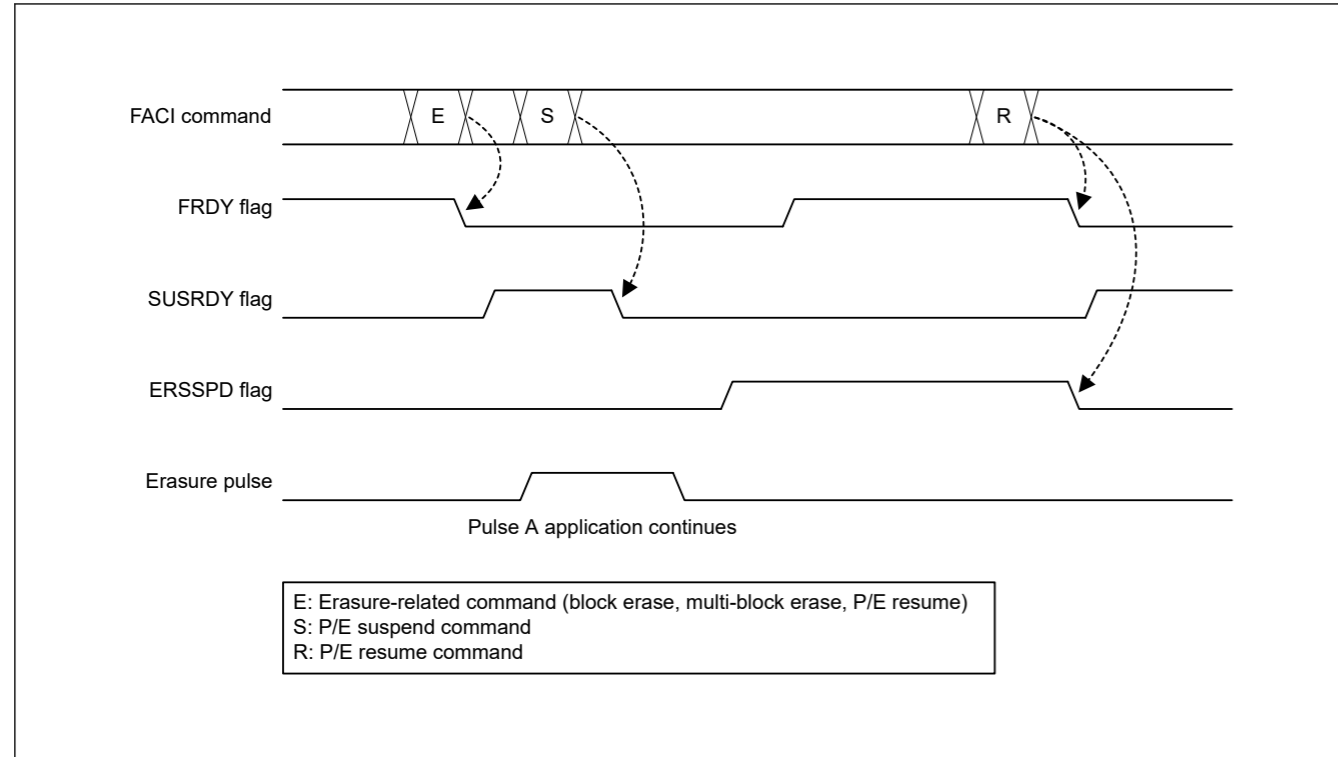 FACI command
E
S
R
FRDY flag
SUSRDY flag
ERSSPD flag
Erasure pulse
Pulse A application continues
E: Erasure-related command (block erase, multi-block erase, P/E resume)
S: P/E suspend command
R: P/E resume command